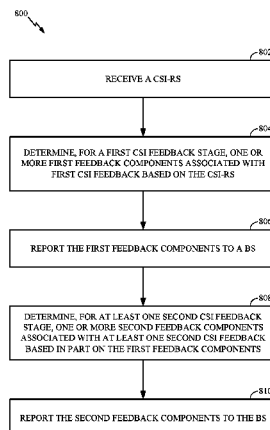 800
802
RECEIVE A CSI-RS
804
DETERMINE, FOR A FIRST CSI FEEDBACK STAGE, ONE OR
MORE FIRST FEEDBACK COMPONENTS ASSOCIATED WITH
FIRST CSI FEEDBACK BASED ON THE CSI-RS
806
REPORT THE FIRST FEEDBACK COMPONENTS TO A BS
808
DETERMINE, FOR AT LEAST ONE SECOND CSI FEEDBACK
STAGE, ONE OR MORE SECOND FEEDBACK COMPONENTS
ASSOCIATED WITH AT LEAST ONE SECOND CSI FEEDBACK
BASED IN PART ON THE FIRST FEEDBACK COMPONENTS
810
REPORT THE SECOND FEEDBACK COMPONENTS TO THE BS